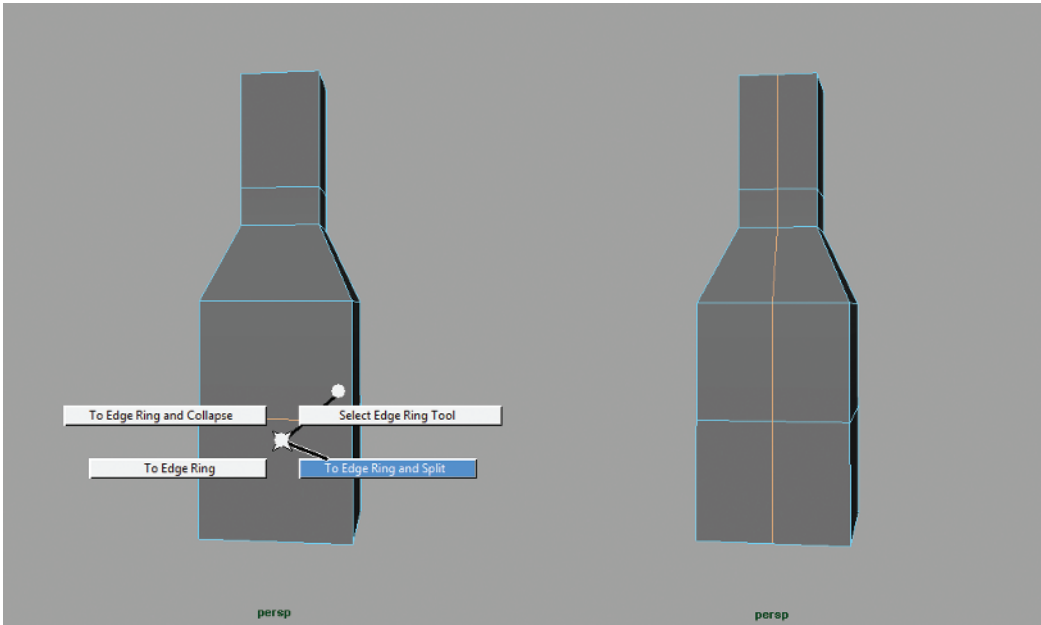 To Edge Ring and Collapse
Select Edge Ring Tool
To Edge Ring
To Edge Ring and Split
persp
persp